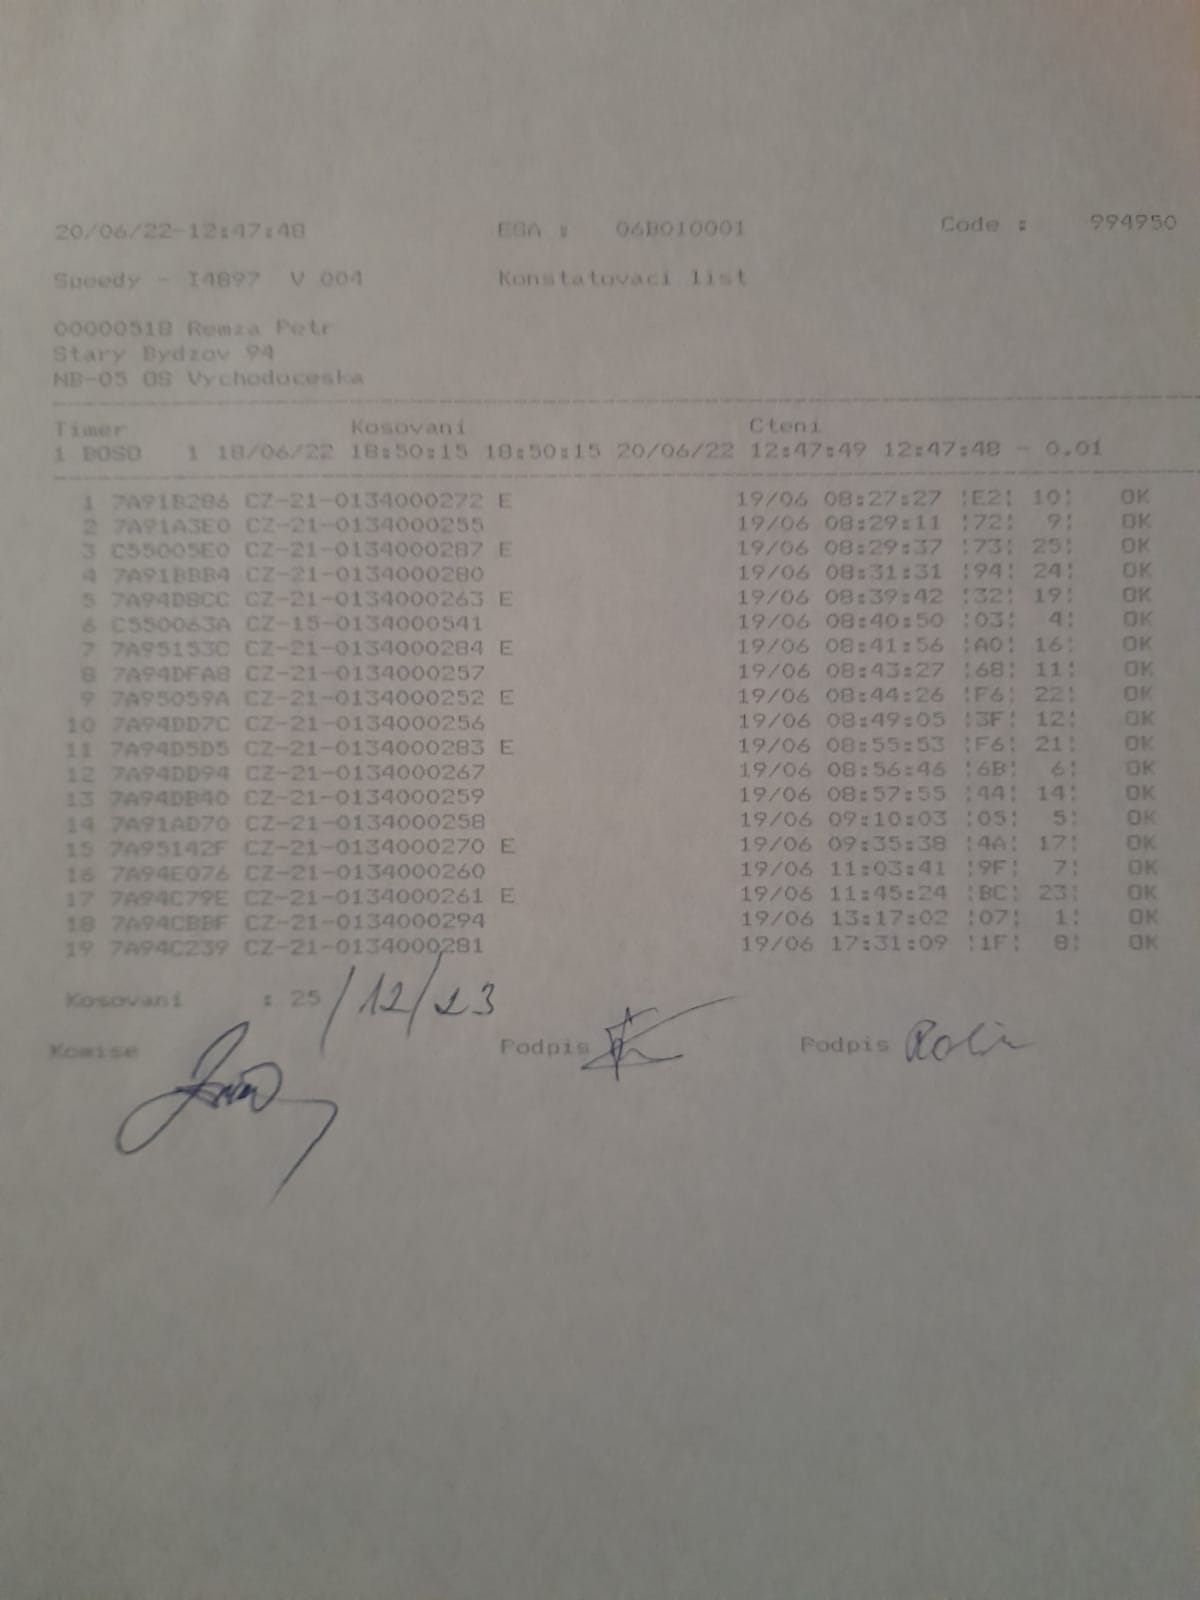 20/06/22-12:47:48 EGA : 06B010001 Code : 994950
Speedy - I4897 V 004 Konstatovaci list
00000518 Remza Petr
Stary Bydzov 94
NB-05 OS Vychodoceska
Timer Kosovani Cteni
1 BOSO 1 18/06/22 18:50:15 18:50:15 20/06/22 12:47:49 12:47:48 - 0.01
1 7A91B286 CZ-21-0134000272 E 19/06 08:27:27 ¦E2¦ 10¦ OK
2 7A91A3E0 CZ-21-0134000255 19/06 08:29:11 ¦72¦ 9¦ OK
3 C55005E0 CZ-21-0134000287 E 19/06 08:29:37 ¦73¦ 25¦ OK
4 7A91BBB4 CZ-21-0134000280 19/06 08:31:31 ¦94¦ 24¦ OK
5 7A94D8CC CZ-21-0134000263 E 19/06 08:39:42 ¦32¦ 19¦ OK
6 C550063A CZ-15-0134000541 19/06 08:40:50 ¦03¦ 4¦ OK
7 7A95153C CZ-21-0134000284 E 19/06 08:41:56 ¦A0¦ 16¦ OK
8 7A94DFA8 CZ-21-0134000257 19/06 08:43:27 ¦68¦ 11¦ OK
9 7A95059A CZ-21-0134000252 E 19/06 08:44:26 ¦F6¦ 22¦ OK
10 7A94DD7C CZ-21-0134000256 19/06 08:49:05 ¦3F¦ 12¦ OK
11 7A94D5D5 CZ-21-0134000283 E 19/06 08:55:53 ¦F6¦ 21¦ OK
12 7A94DD94 CZ-21-0134000267 19/06 08:56:46 ¦6B¦ 6¦ OK
13 7A94DB40 CZ-21-0134000259 19/06 08:57:55 ¦44¦ 14¦ OK
14 7A91AD70 CZ-21-0134000258 19/06 09:10:03 ¦05¦ 5¦ OK
15 7A95142F CZ-21-0134000270 E 19/06 09:35:38 ¦4A¦ 17¦ OK
16 7A94E076 CZ-21-0134000260 19/06 11:03:41 ¦9F¦ 7¦ OK
17 7A94C79E CZ-21-0134000261 E 19/06 11:45:24 ¦BC¦ 23¦ OK
18 7A94CBBF CZ-21-0134000294 19/06 13:17:02 ¦07¦ 1¦ OK
19 7A94C239 CZ-21-0134000281 19/06 17:31:09 ¦1F¦ 8¦ OK
Kosovani : 25 /12/23
Komise Podpis Podpis